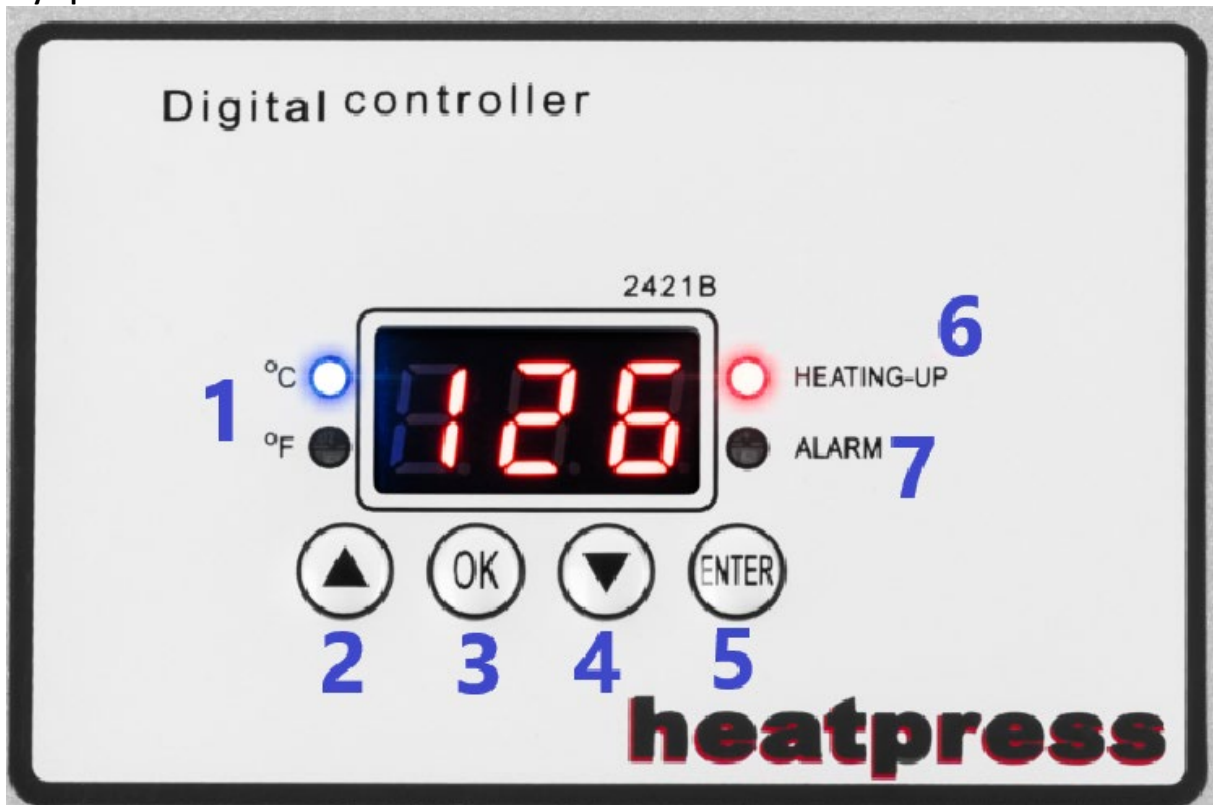 Digital controller
2421B
6
°C 126 HEATING-UP
1
°F ALARM 7
OK ENTER
2 3 4 5
heatpress